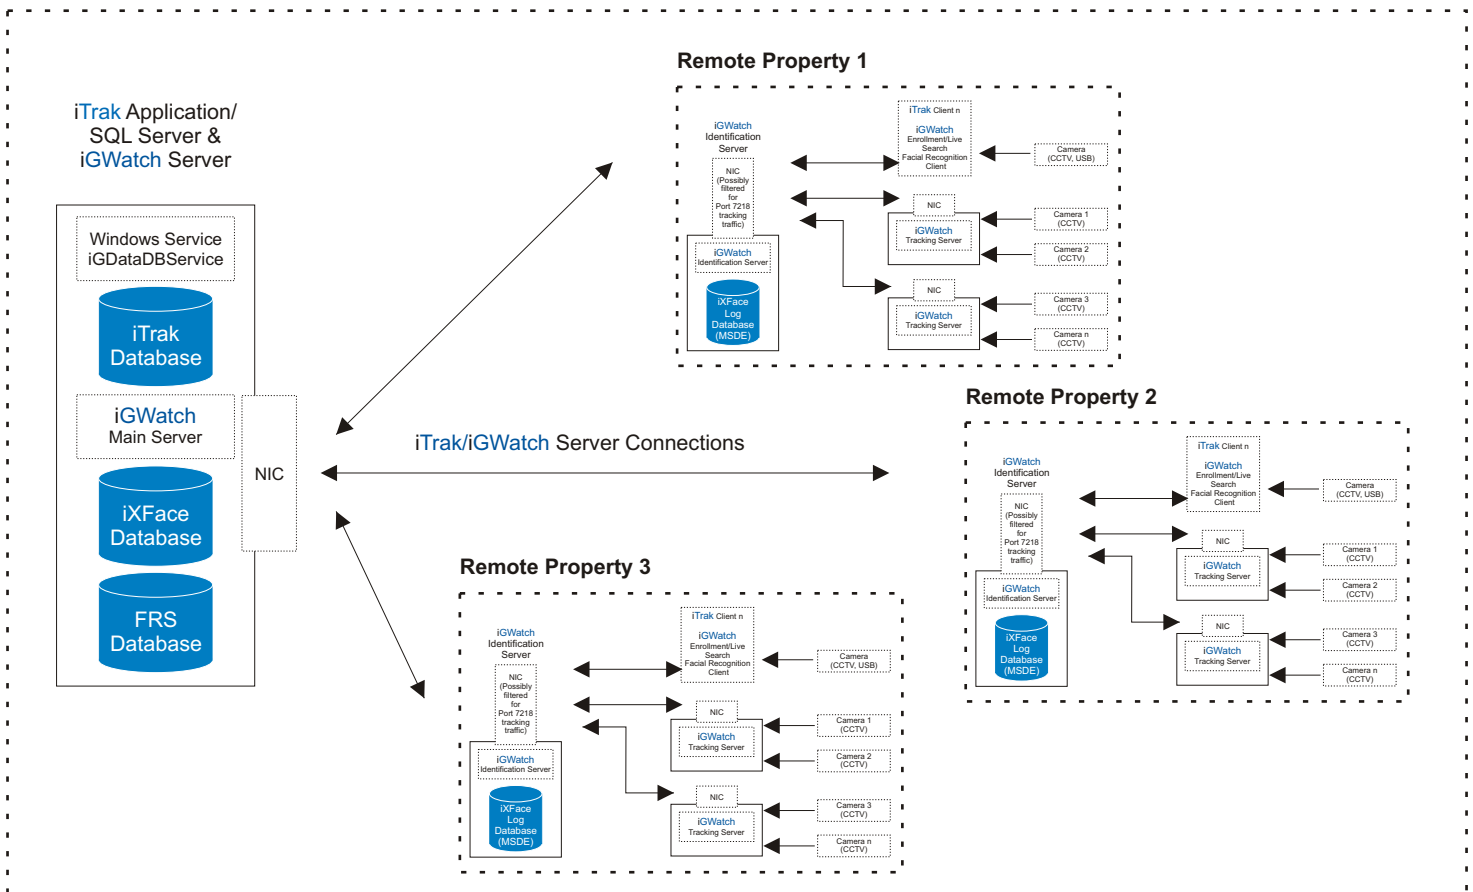 iTrak Application/
SQL Server &
iGWatch Server
Windows Service
iGDataDBService
iTrak
Database
iGWatch
Main Server
iXFace
Database
FRS
Database
NIC
iTrak/iGWatch Server Connections
Remote Property 1
iGWatch
Identification
Server
NIC
(Possibly
filtered
for
Port 7218
tracking
traffic)
iGWatch
Identification Server
iXFace
Log
Database
(MSDE)
iTrak Client n
iGWatch
Enrollment/Live
Search
Facial Recognition
Client
Camera
(CCTV, USB)
NIC
iGWatch
Tracking Server
Camera 1
(CCTV)
Camera 2
(CCTV)
NIC
iGWatch
Tracking Server
Camera 3
(CCTV)
Camera n
(CCTV)
Remote Property 2
iGWatch
Identification
Server
NIC
(Possibly
filtered
for
Port 7218
tracking
traffic)
iGWatch
Identification Server
iXFace
Log
Database
(MSDE)
iTrak Client n
iGWatch
Enrollment/Live
Search
Facial Recognition
Client
Camera
(CCTV, USB)
NIC
iGWatch
Tracking Server
Camera 1
(CCTV)
Camera 2
(CCTV)
NIC
iGWatch
Tracking Server
Camera 3
(CCTV)
Camera n
(CCTV)
Remote Property 3
iGWatch
Identification
Server
NIC
(Possibly
filtered
for
Port 7218
tracking
traffic)
iGWatch
Identification Server
iXFace
Log
Database
(MSDE)
iTrak Client n
iGWatch
Enrollment/Live
Search
Facial Recognition
Client
Camera
(CCTV, USB)
NIC
iGWatch
Tracking Server
Camera 1
(CCTV)
Camera 2
(CCTV)
NIC
iGWatch
Tracking Server
Camera 3
(CCTV)
Camera n
(CCTV)